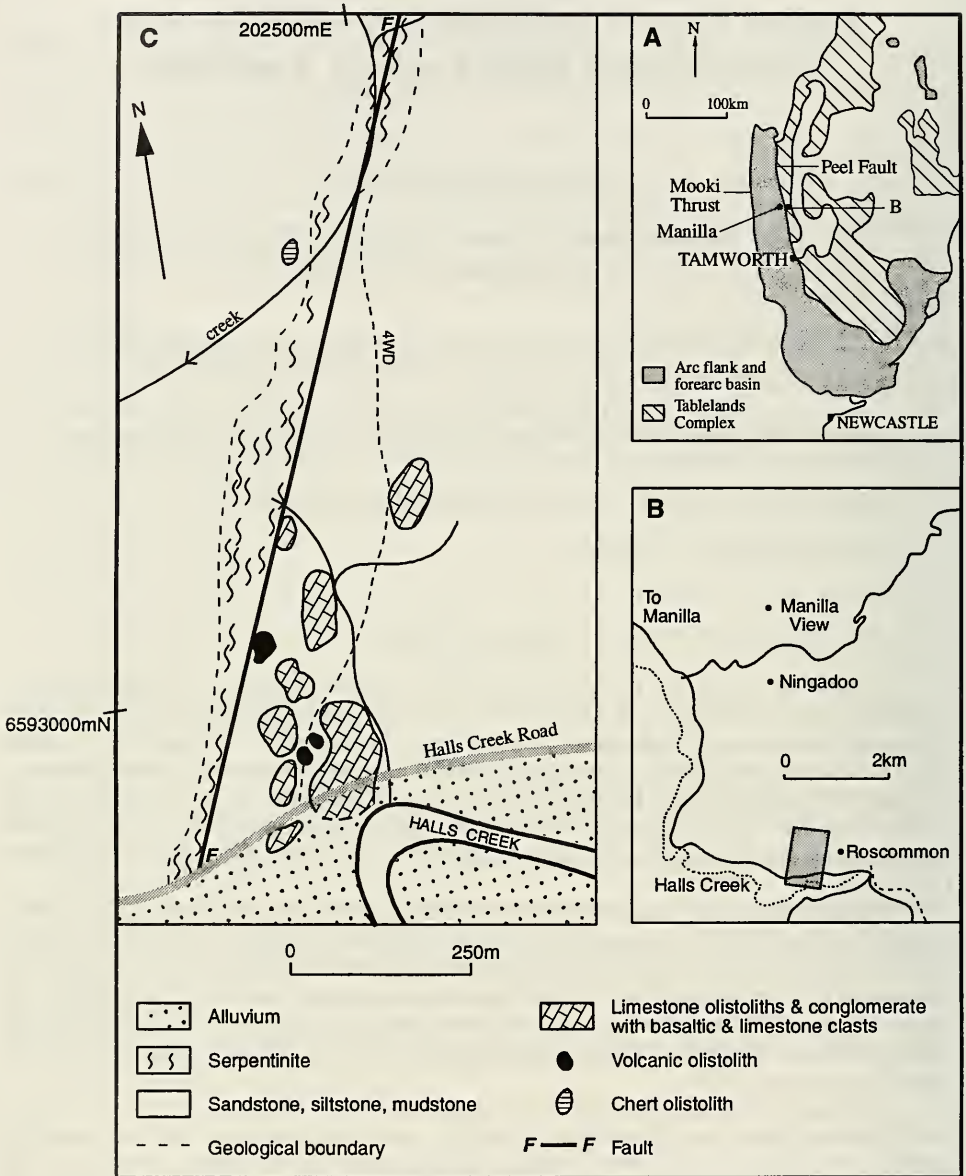 C
202500mE
F
N
creek
4WD
6593000mN
Halls Creek Road
F
HALLS CREEK
0 250m
A
N
0 100km
Peel Fault
Mooki
Thrust
B
Manilla
TAMWORTH
Arc flank and
forearc basin
Tablelands
Complex
NEWCASTLE
B
To
Manilla
Manilla
View
Ningadoo
0 2km
Roscommon
Halls Creek
Alluvium
Serpentinite
Sandstone, siltstone, mudstone
Geological boundary
Limestone olistoliths & conglomerate
with basaltic & limestone clasts
Volcanic olistolith
Chert olistolith
F F Fault